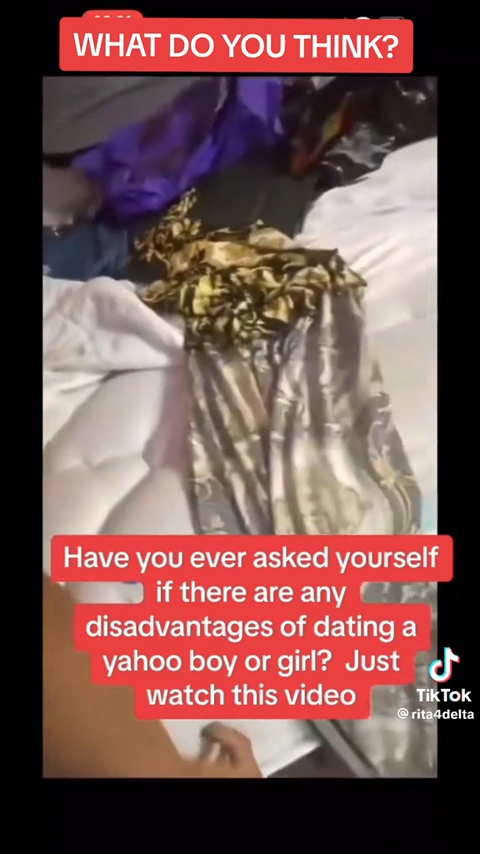 WHAT DO YOU THINK?
Have you ever asked yourself
if there are any
disadvantages of dating a
yahoo boy or girl? Just
watch this video
TikTok
@rita4delta